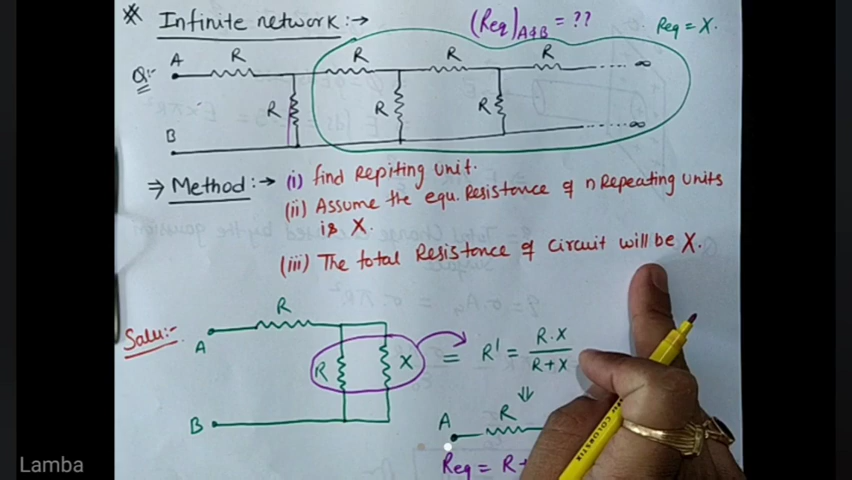 * Infinite network:→ (Req)A&B = ?? Req = X.
Q:- A R R R R ∞
R R R
B ∞
⇒ Method:→ (i) find Repiting unit.
(ii) Assume the equ. Resistance of n Repeating units
is X.
(iii) The total Resistance of circuit will be X.
Solu:- A R
R X = R' = R.X / R+X
⇓
B A R
Req = R+
Lamba